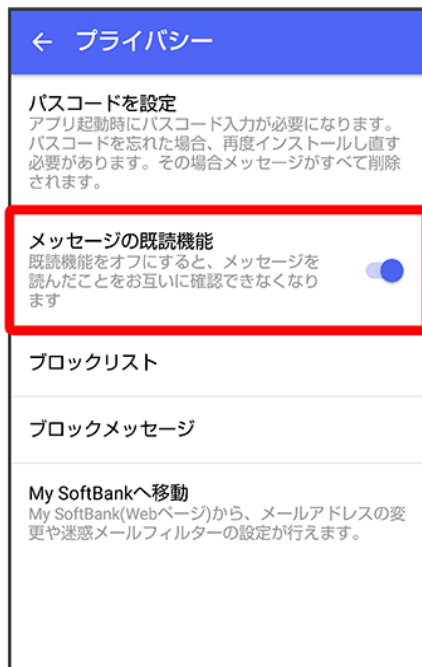 ← プライバシー
パスコードを設定
アプリ起動時にパスコード入力が必要になります。
パスコードを忘れた場合、再度インストールし直す
必要があります。その場合メッセージがすべて削除
されます。
メッセージの既読機能
既読機能をオフにすると、メッセージを
読んだことをお互いに確認できなくなり
ます
ブロックリスト
ブロックメッセージ
My SoftBankへ移動
My SoftBank(Webページ)から、メールアドレスの変
更や迷惑メールフィルターの設定が行えます。